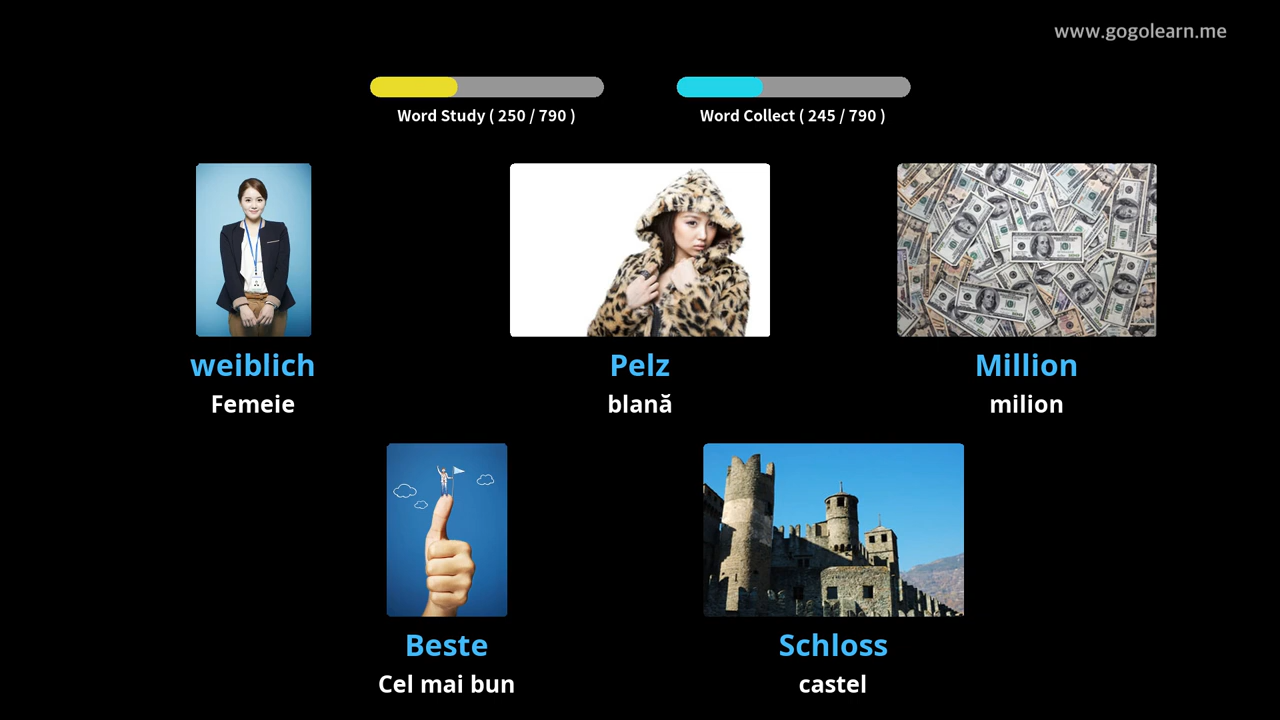 www.gogolearn.me
Word Study ( 250 / 790 )
Word Collect ( 245 / 790 )
weiblich
Femeie
Pelz
blană
Million
milion
Beste
Cel mai bun
Schloss
castel